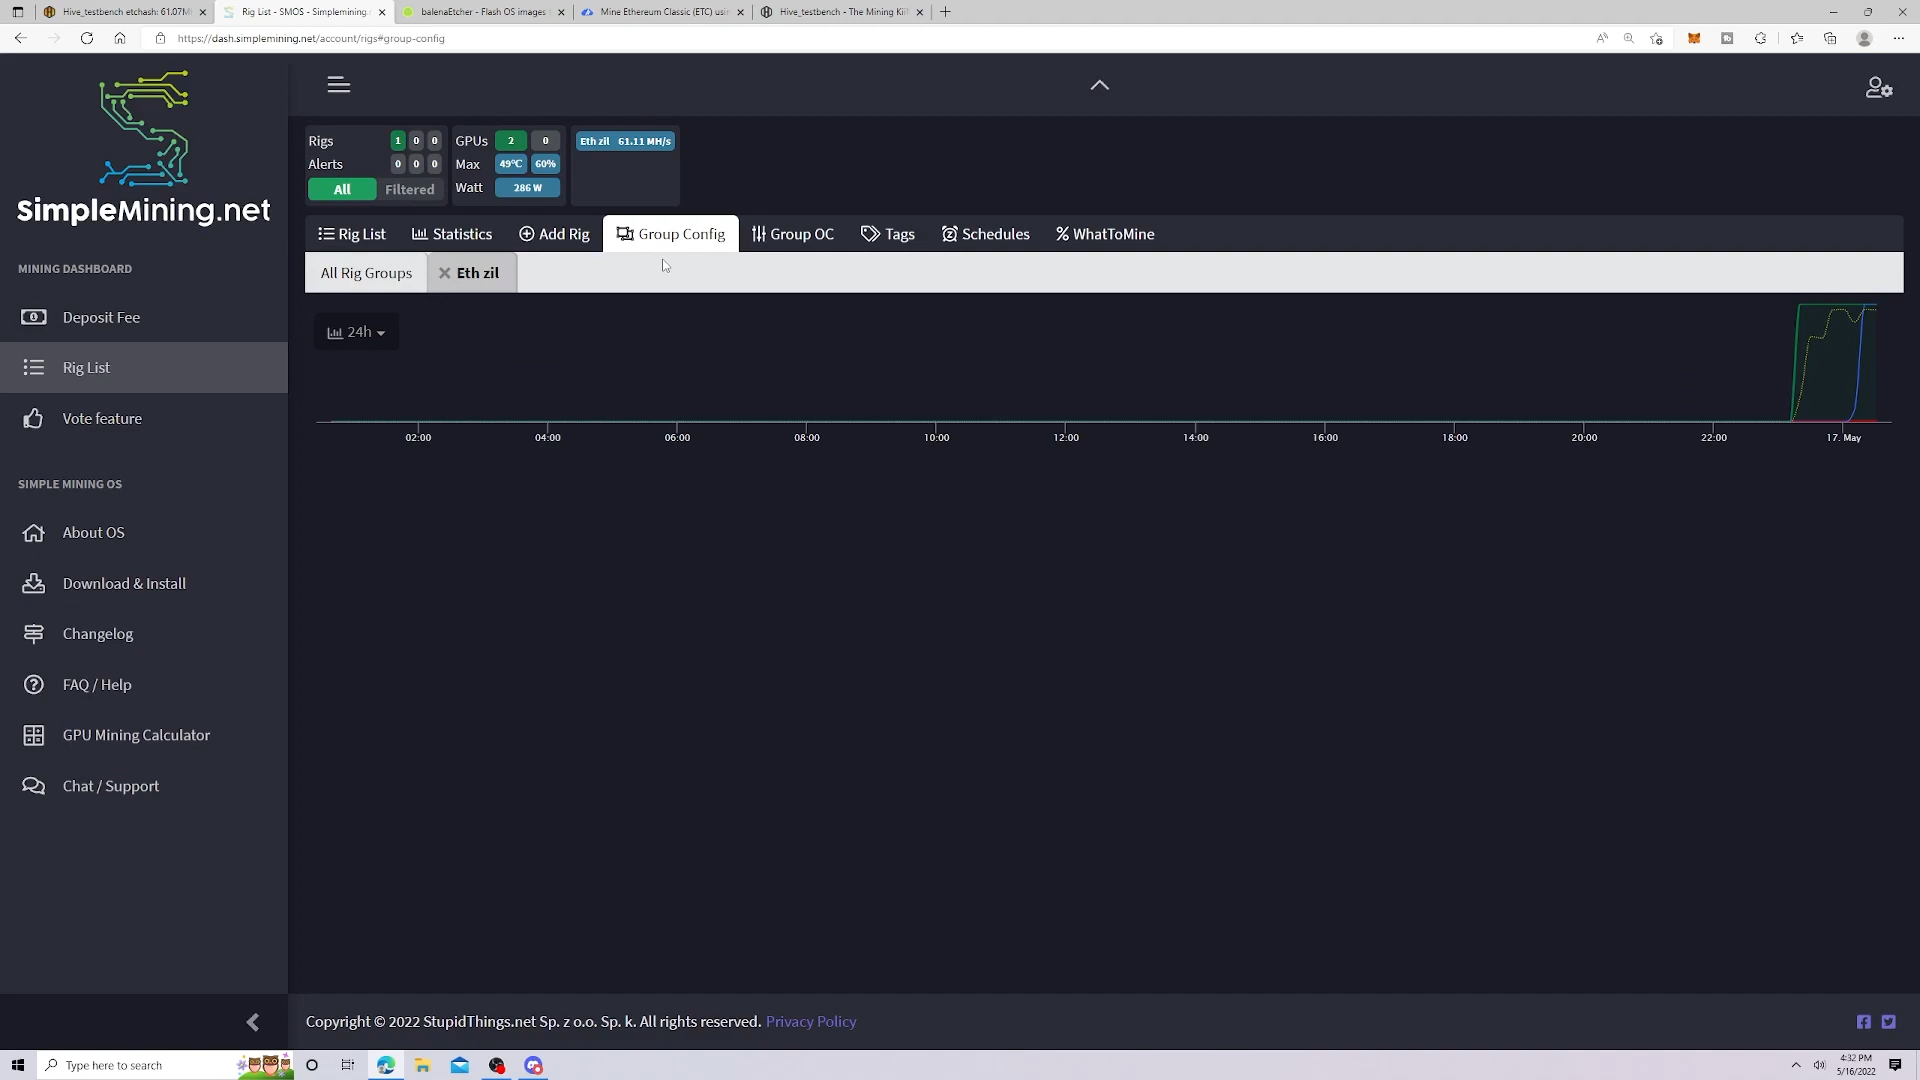 Hive_testbench etchash: 61.07M
Rig List - SMOS - Simplemining.
balenaEtcher - Flash OS images
Mine Ethereum Classic (ETC) usi
Hive_testbench - The Mining Kil
https://dash.simplemining.net/account/rigs#group-config
SimpleMining.net
MINING DASHBOARD
Deposit Fee
Rig List
Vote feature
SIMPLE MINING OS
About OS
Download & Install
Changelog
FAQ / Help
GPU Mining Calculator
Chat / Support
Rigs 1 0 0
Alerts 0 0 0
All Filtered
GPUs 2 0
Max 49℃ 60%
Watt 286 W
Eth zil 61.11 MH/s
Rig List Statistics Add Rig Group Config Group OC Tags Schedules % WhatToMine
All Rig Groups Eth zil
24h
02:00 04:00 06:00 08:00 10:00 12:00 14:00 16:00 18:00 20:00 22:00 17. May
Copyright © 2022 StupidThings.net Sp. z o.o. Sp. k. All rights reserved. Privacy Policy
Type here to search
4:32 PM
5/16/2022